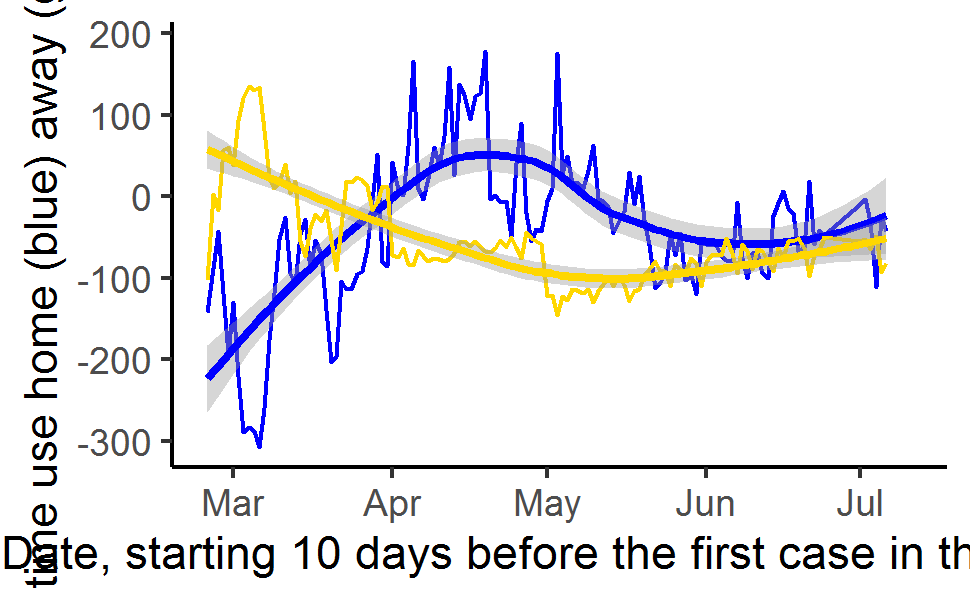 time use home (blue) away (
200
100
0
-100
-200
-300
Mar Apr May Jun Jul
Date, starting 10 days before the first case in th